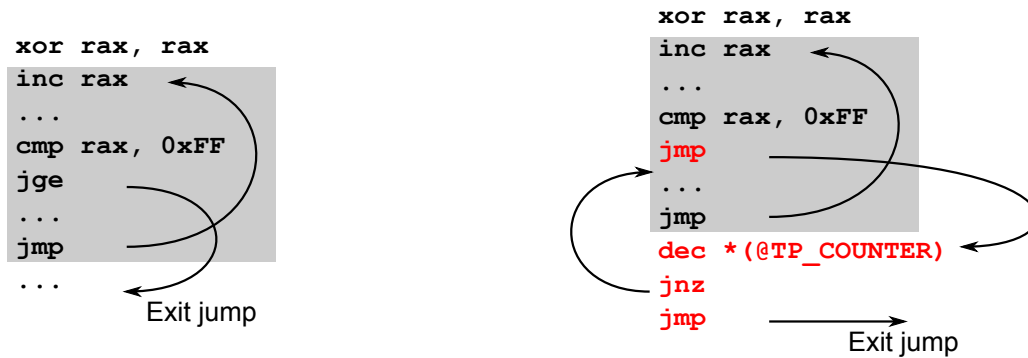 xor rax, rax
inc rax
...
cmp rax, 0xFF
jge
...
jmp
...
Exit jump
xor rax, rax
inc rax
...
cmp rax, 0xFF
jmp
...
jmp
dec *(@TP_COUNTER)
jnz
jmp
Exit jump